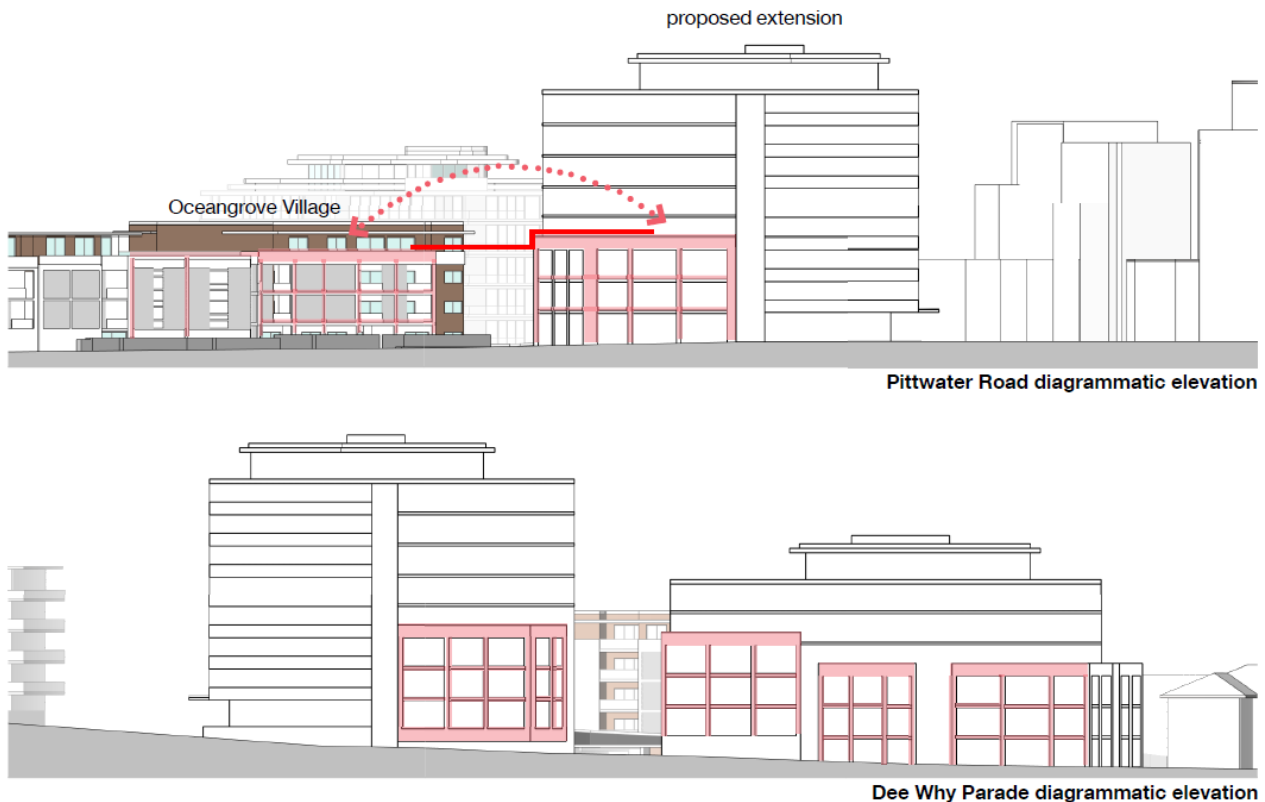 proposed extension
Oceangrove Village
Pittwater Road diagrammatic elevation
Dee Why Parade diagrammatic elevation